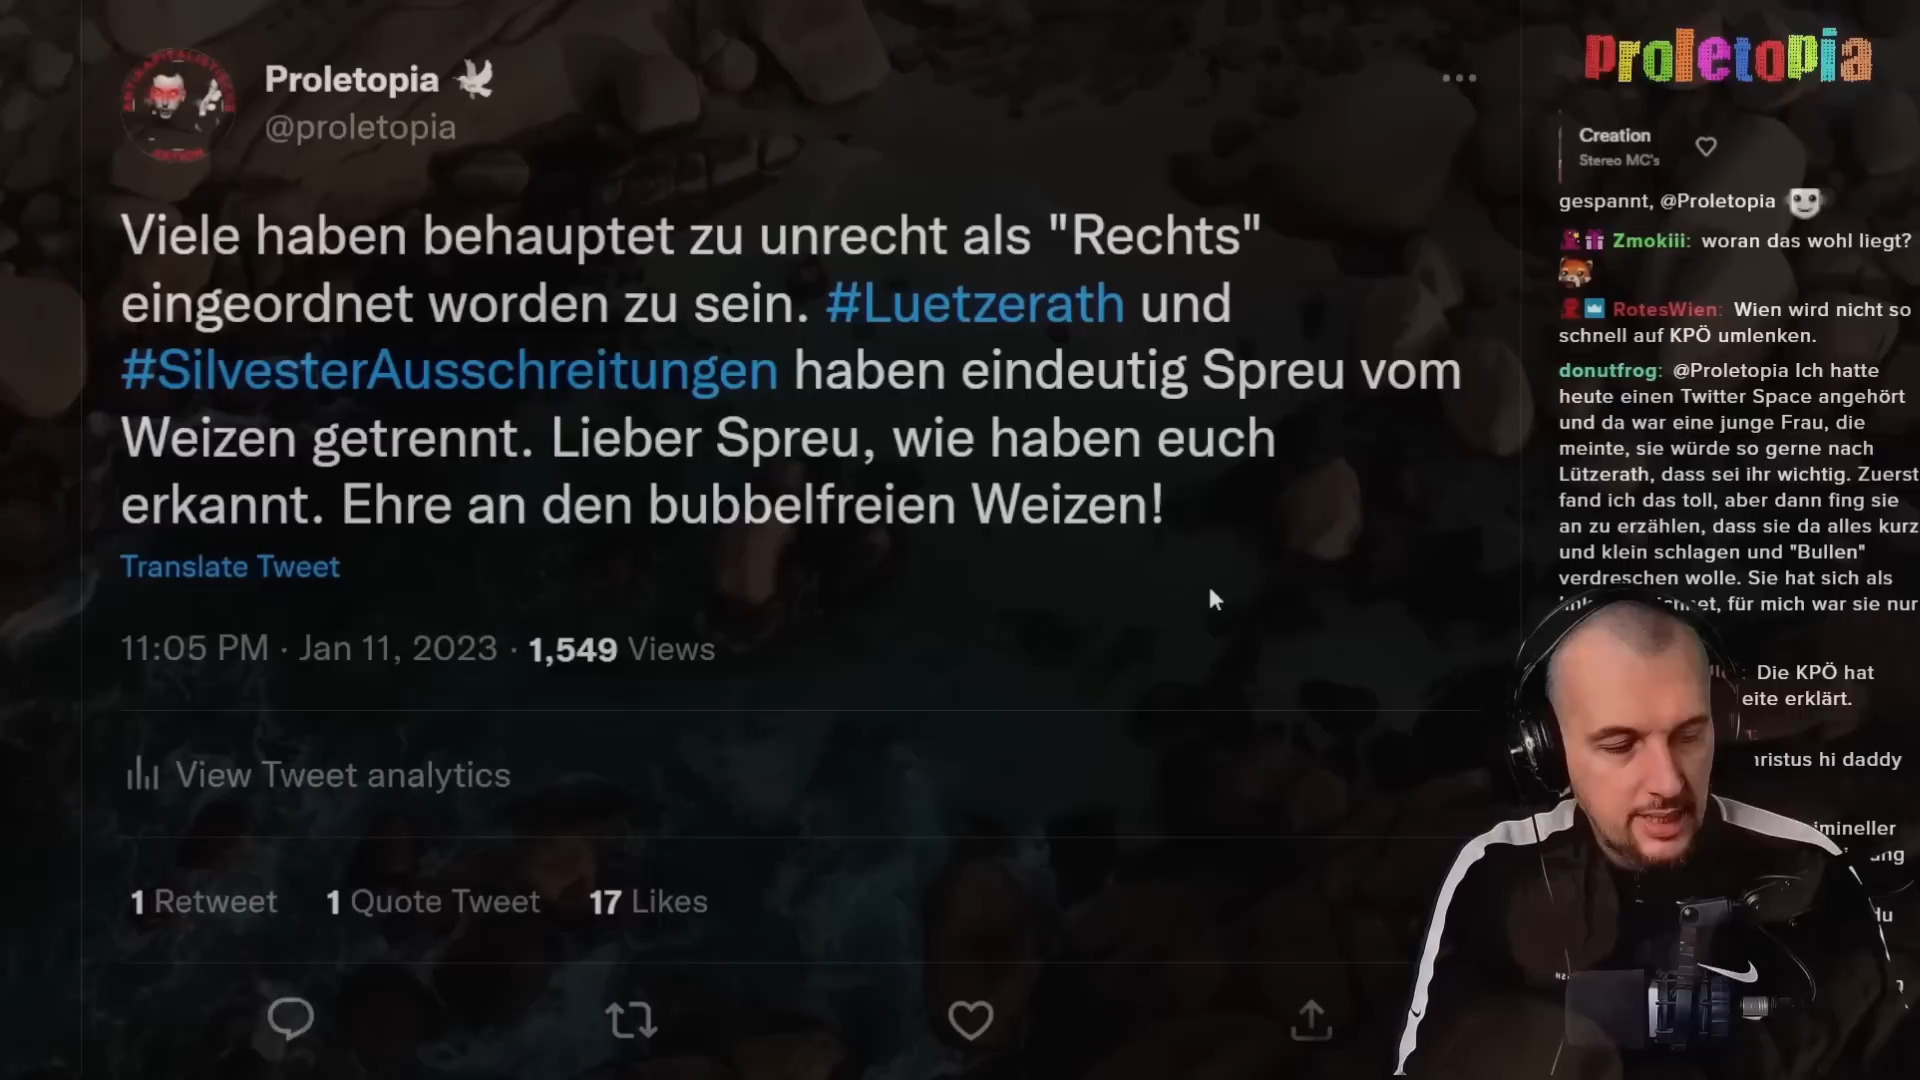 Proletopia
@proletopia
Viele haben behauptet zu unrecht als "Rechts"
eingeordnet worden zu sein. #Luetzerath und
#SilvesterAusschreitungen haben eindeutig Spreu vom
Weizen getrennt. Lieber Spreu, wie haben euch
erkannt. Ehre an den bubbelfreien Weizen!
Translate Tweet
11:05 PM · Jan 11, 2023 · 1,549 Views
View Tweet analytics
1 Retweet 1 Quote Tweet 17 Likes
Proletopia
Creation
Stereo MC's
gespannt, @Proletopia
Zmokiii: woran das wohl liegt?
RotesWien: Wien wird nicht so
schnell auf KPÖ umlenken.
donutfrog: @Proletopia Ich hatte
heute einen Twitter Space angehört
und da war eine junge Frau, die
meinte, sie würde so gerne nach
Lützerath, dass sei ihr wichtig. Zuerst
fand ich das toll, aber dann fing sie
an zu erzählen, dass sie da alles kurz
und klein schlagen und "Bullen"
verdreschen wolle. Sie hat sich als
für mich war sie nur
Die KPÖ hat
erklärt.
hi daddy